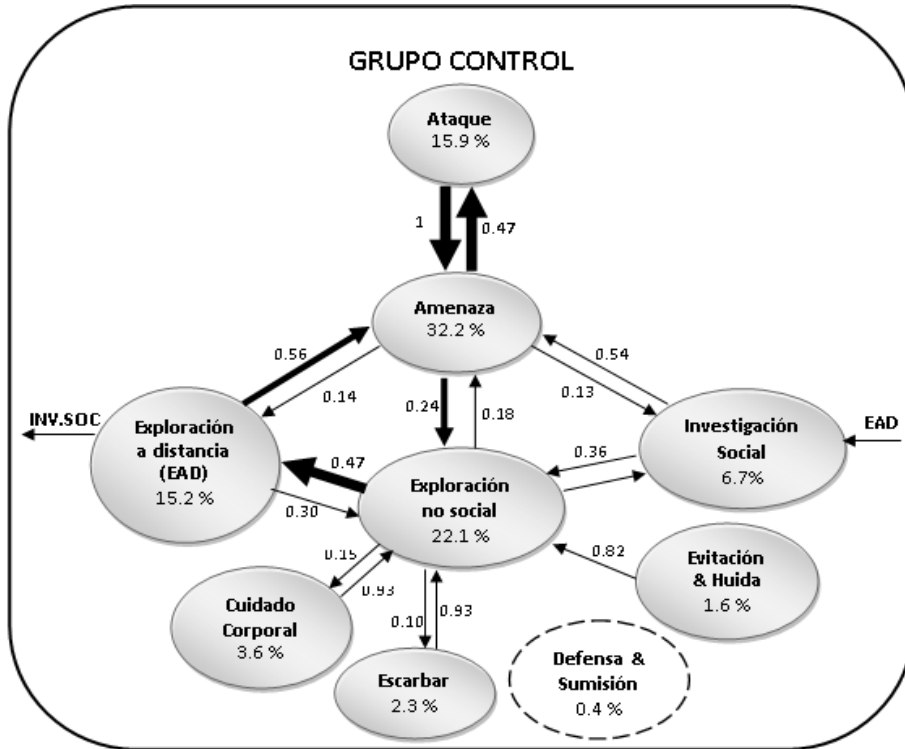 GRUPO CONTROL
Ataque
15.9 %
1
0.47
Amenaza
32.2 %
0.56
0.54
0.14
0.13
0.24
0.18
INV.SOC
EAD
Exploración
a distancia
(EAD)
15.2 %
Investigación
Social
6.7%
0.47
0.36
0.30
Exploración
no social
22.1 %
0.82
Evitación
& Huida
1.6 %
0.15
0.93
Cuidado
Corporal
3.6 %
0.10
0.93
Escarbar
2.3 %
Defensa &
Sumisión
0.4 %